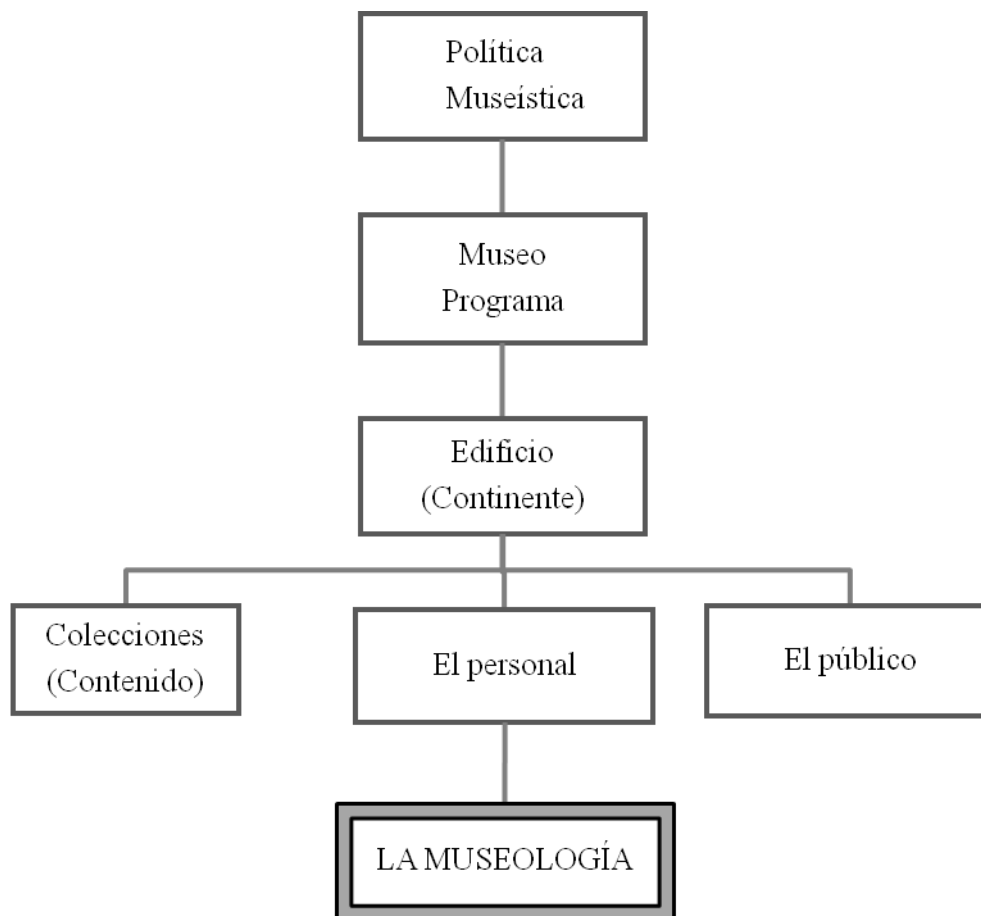 Política
Museística
Museo
Programa
Edificio
(Continente)
Colecciones
(Contenido)
El personal
El público
LA MUSEOLOGÍA